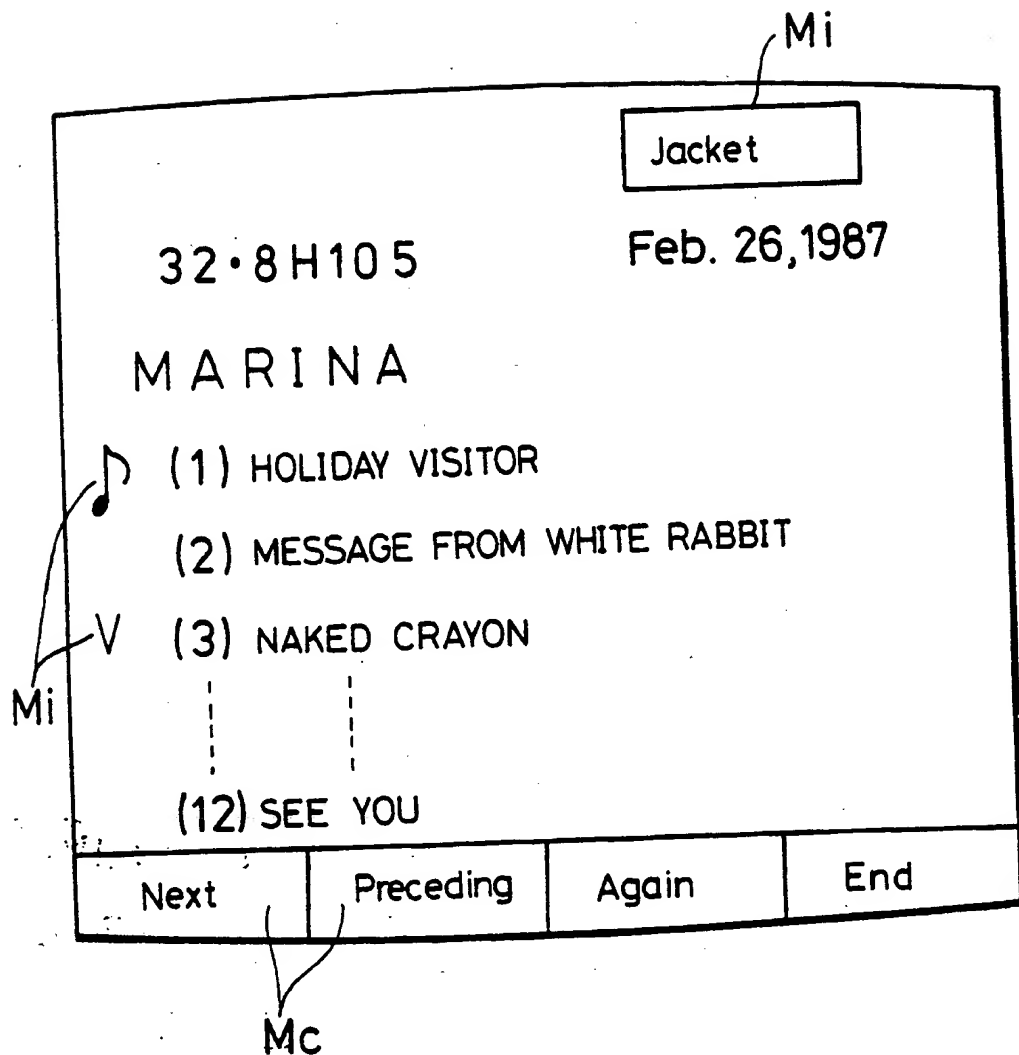 Mi
Jacket
32·8H105 Feb. 26,1987
MARINA
♪ (1) HOLIDAY VISITOR
(2) MESSAGE FROM WHITE RABBIT
V (3) NAKED CRAYON
Mi
(12) SEE YOU
Next Preceding Again End
Mc